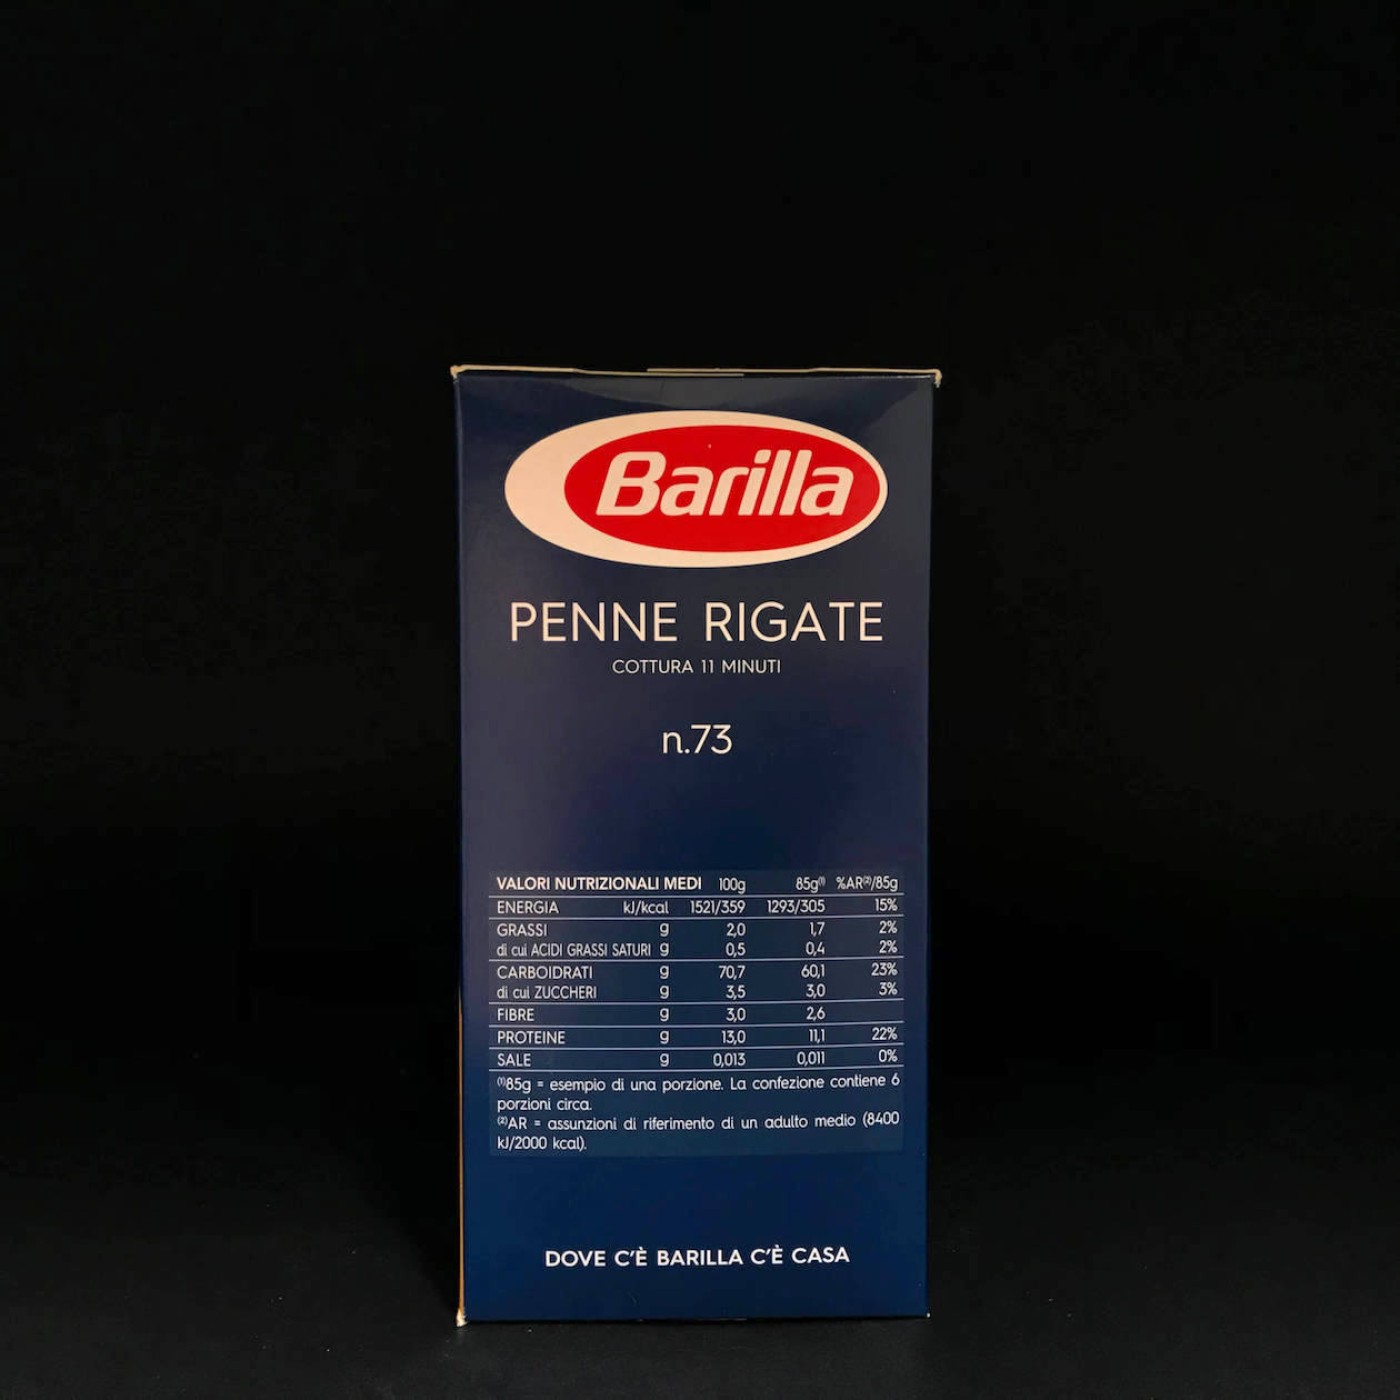 Barilla
PENNE RIGATE
COTTURA 11 MINUTI
n.73
VALORI NUTRIZIONALI MEDI 100g 85g⁽¹⁾ %AR⁽²⁾/85g
ENERGIA kJ/kcal 1521/359 1293/305 15%
GRASSI g 2,0 1,7 2%
di cui ACIDI GRASSI SATURI g 0,5 0,4 2%
CARBOIDRATI g 70,7 60,1 23%
di cui ZUCCHERI g 3,5 3,0 3%
FIBRE g 3,0 2,6
PROTEINE g 13,0 11,1 22%
SALE g 0,013 0,011 0%
⁽¹⁾85g = esempio di una porzione. La confezione contiene 6
porzioni circa.
⁽²⁾AR = assunzioni di riferimento di un adulto medio (8400
kJ/2000 kcal).
DOVE C'È BARILLA C'È CASA